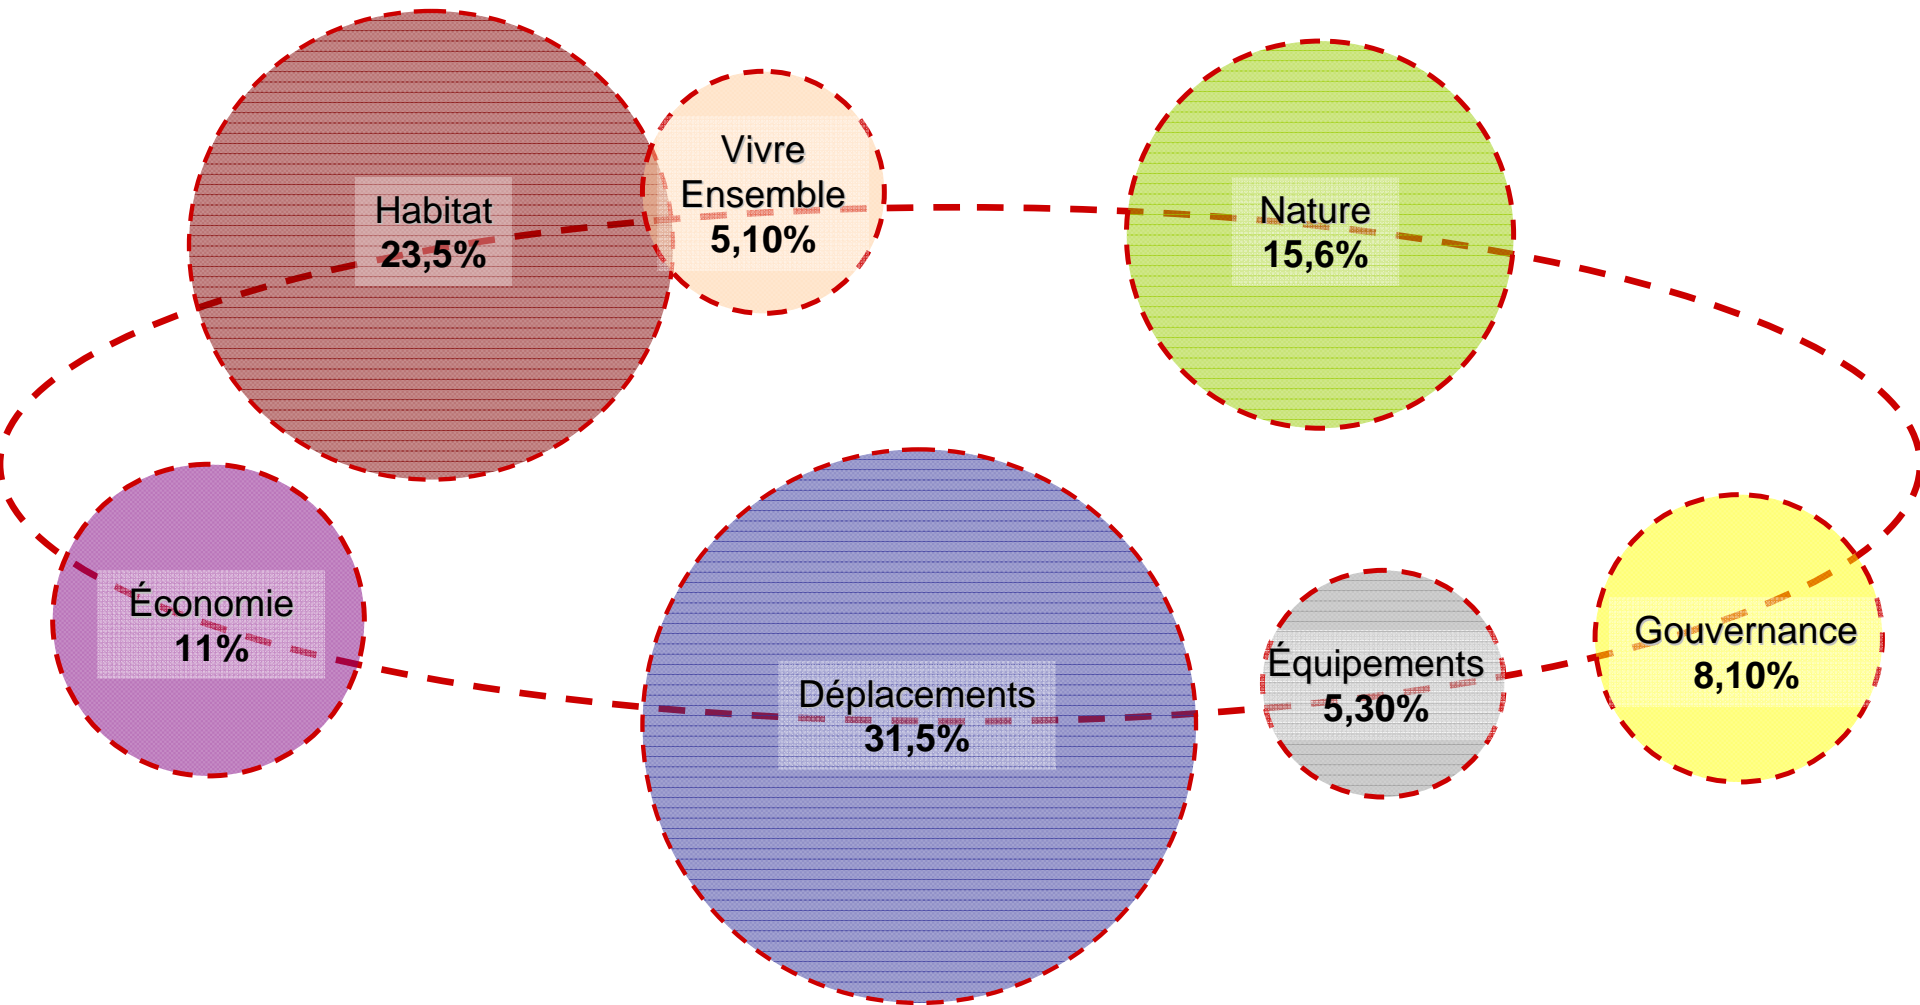 Habitat
23,5%
Vivre
Ensemble
5,10%
Nature
15,6%
Économie
11%
Déplacements
31,5%
Équipements
5,30%
Gouvernance
8,10%